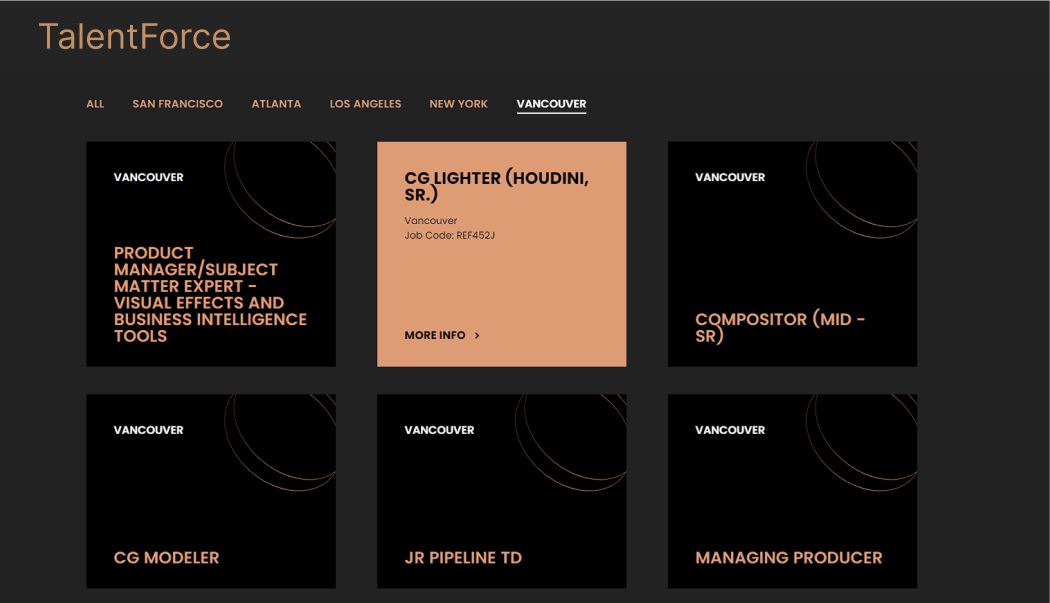 TalentForce
ALL SAN FRANCISCO ATLANTA LOS ANGELES NEW YORK VANCOUVER
VANCOUVER
PRODUCT
MANAGER/SUBJECT
MATTER EXPERT -
VISUAL EFFECTS AND
BUSINESS INTELLIGENCE
TOOLS
CG LIGHTER (HOUDINI,
SR.)
Vancouver
Job Code: REF452J
MORE INFO >
VANCOUVER
COMPOSITOR (MID -
SR)
VANCOUVER
CG MODELER
VANCOUVER
JR PIPELINE TD
VANCOUVER
MANAGING PRODUCER